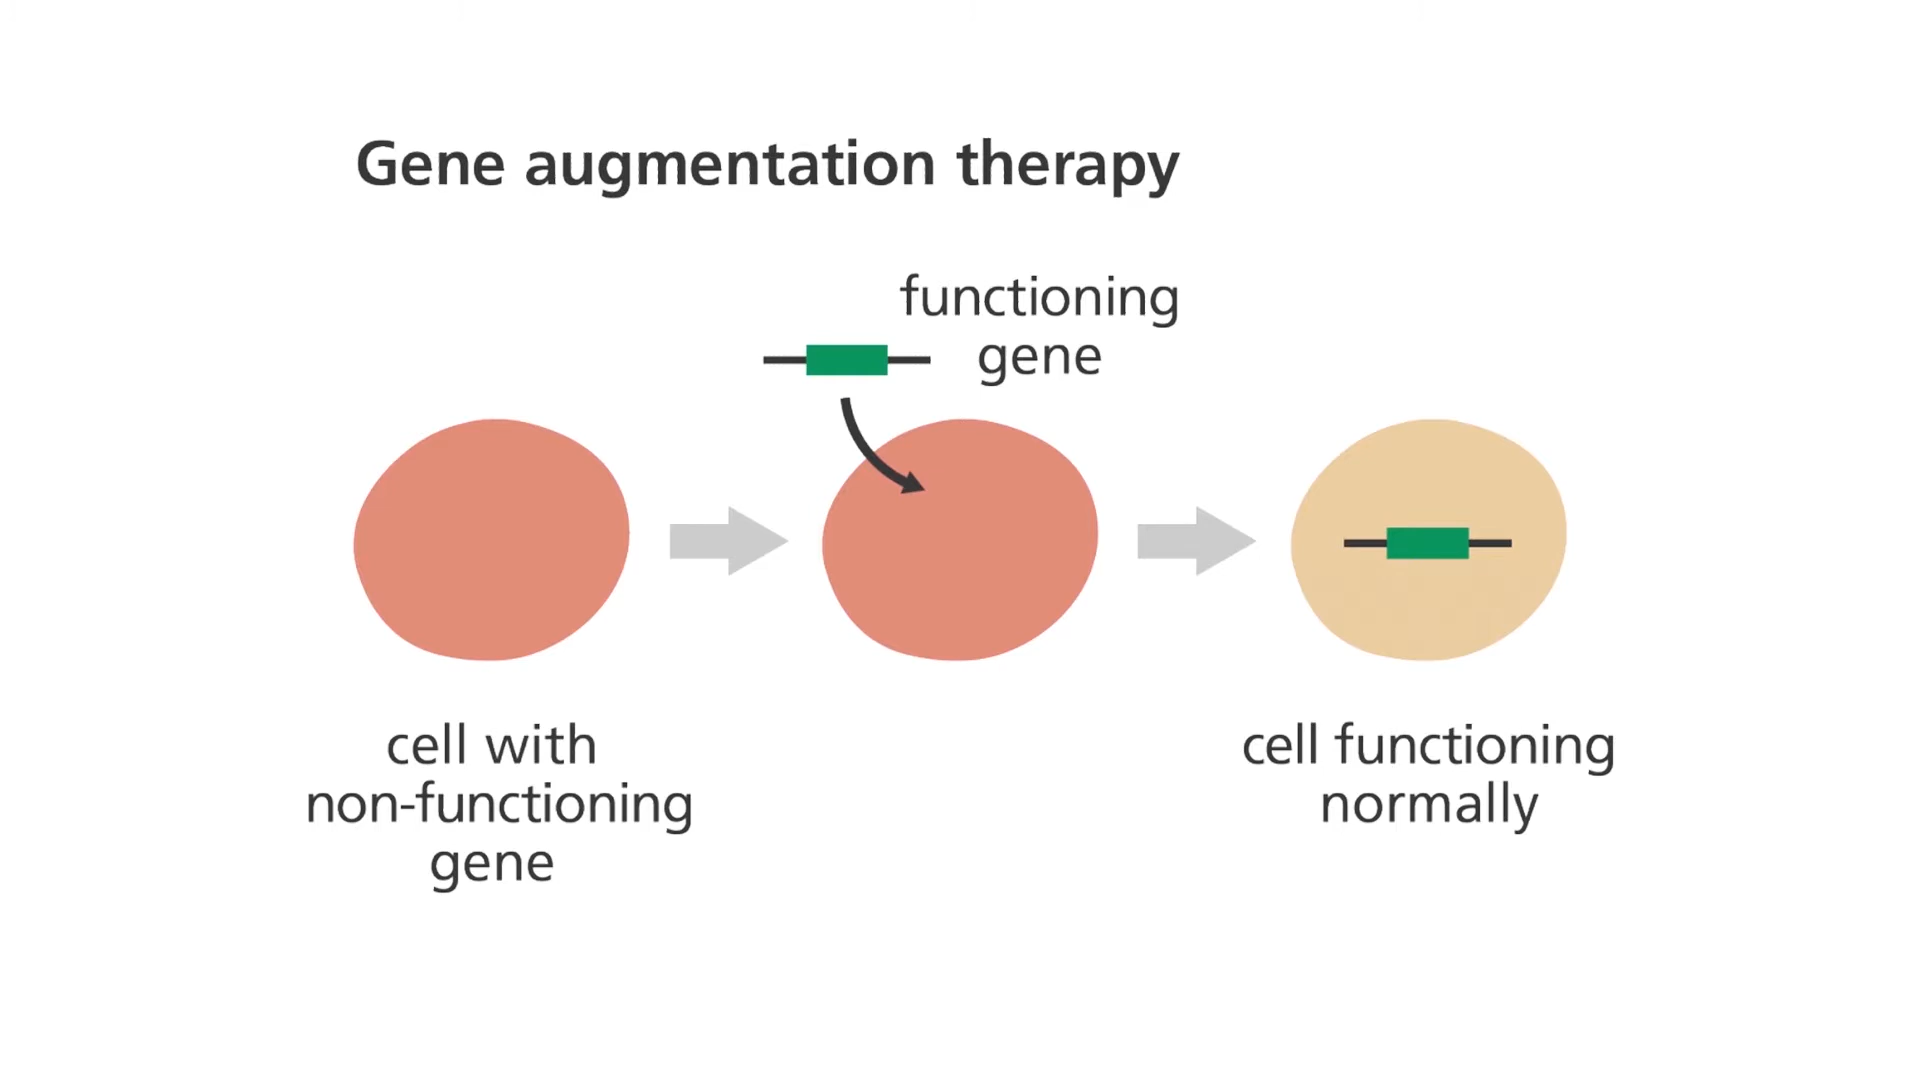 Gene augmentation therapy
functioning
gene
cell with
non-functioning
gene
cell functioning
normally